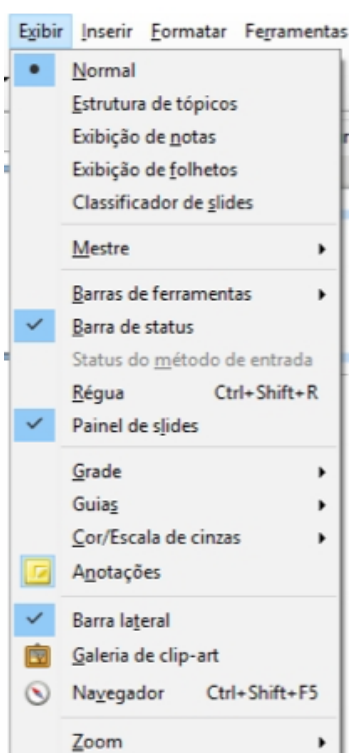 Exibir Inserir Formatar Ferramentas
Normal
Estrutura de tópicos
Exibição de notas
Exibição de folhetos
Classificador de slides
Mestre
Barras de ferramentas
Barra de status
Status do método de entrada
Régua Ctrl+Shift+R
Painel de slides
Grade
Guias
Cor/Escala de cinzas
Anotações
Barra lateral
Galeria de clip-art
Navegador Ctrl+Shift+F5
Zoom